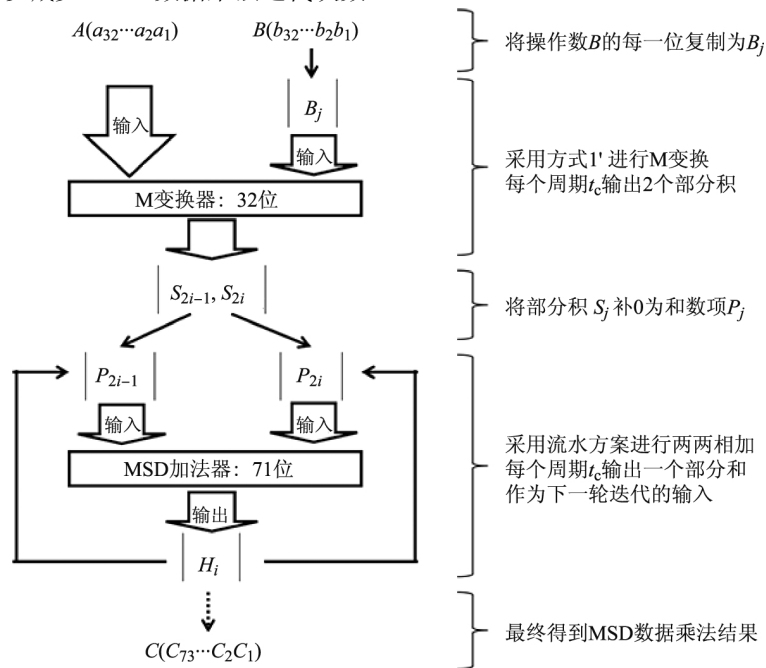 A(a32···a2a1)
B(b32···b2b1)
将操作数B的每一位复制为Bj
Bj
输入
输入
采用方式1' 进行M变换
每个周期tc输出2个部分积
M变换器：32位
S2i−1, S2i
将部分积 Sj 补0为和数项Pj
P2i−1
P2i
输入
输入
采用流水方案进行两两相加
每个周期tc输出一个部分和
作为下一轮迭代的输入
MSD加法器：71位
输出
Hi
最终得到MSD数据乘法结果
C(C73···C2C1)